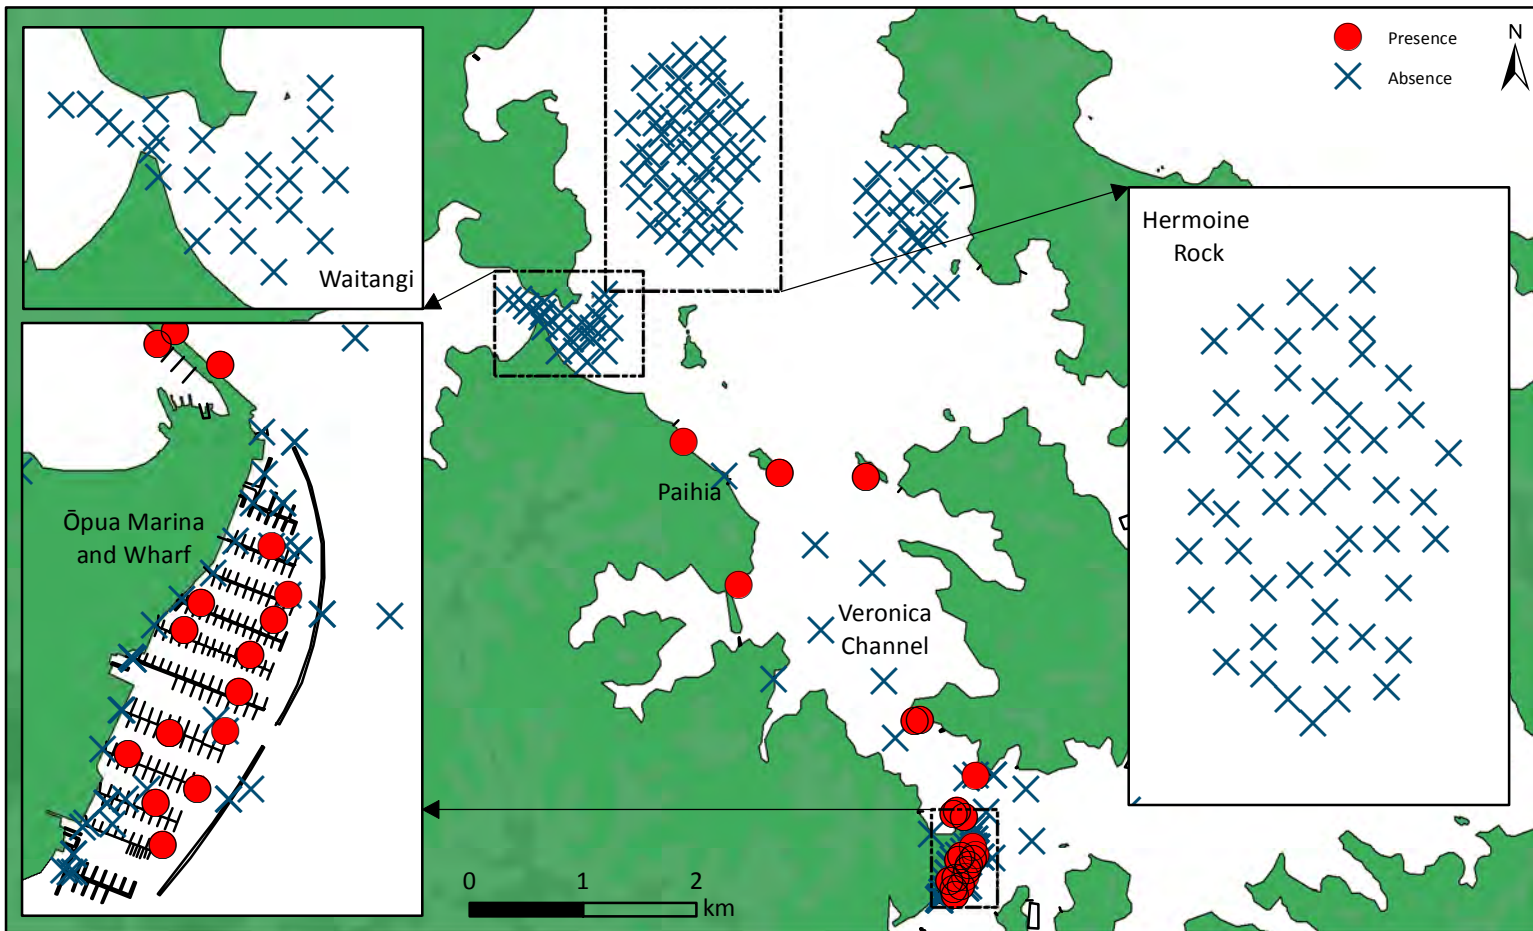 Presence
Absence
N
Waitangi
Hermoine
Rock
Ōpua Marina
and Wharf
Paihia
Veronica
Channel
0 1 2
km